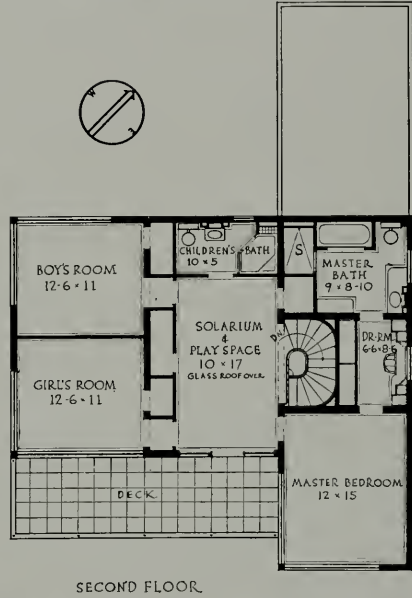 W
E
CHILDREN'S BATH
10 × 5
S
MASTER
BATH
9 × 8-10
BOY'S ROOM
12-6 × 11
SOLARIUM
&
PLAY SPACE
10 × 17
GLASS ROOF OVER
DN
DR-RM.
6-6×8-6
GIRL'S ROOM
12-6 × 11
MASTER BEDROOM
12 × 15
DECK
SECOND FLOOR